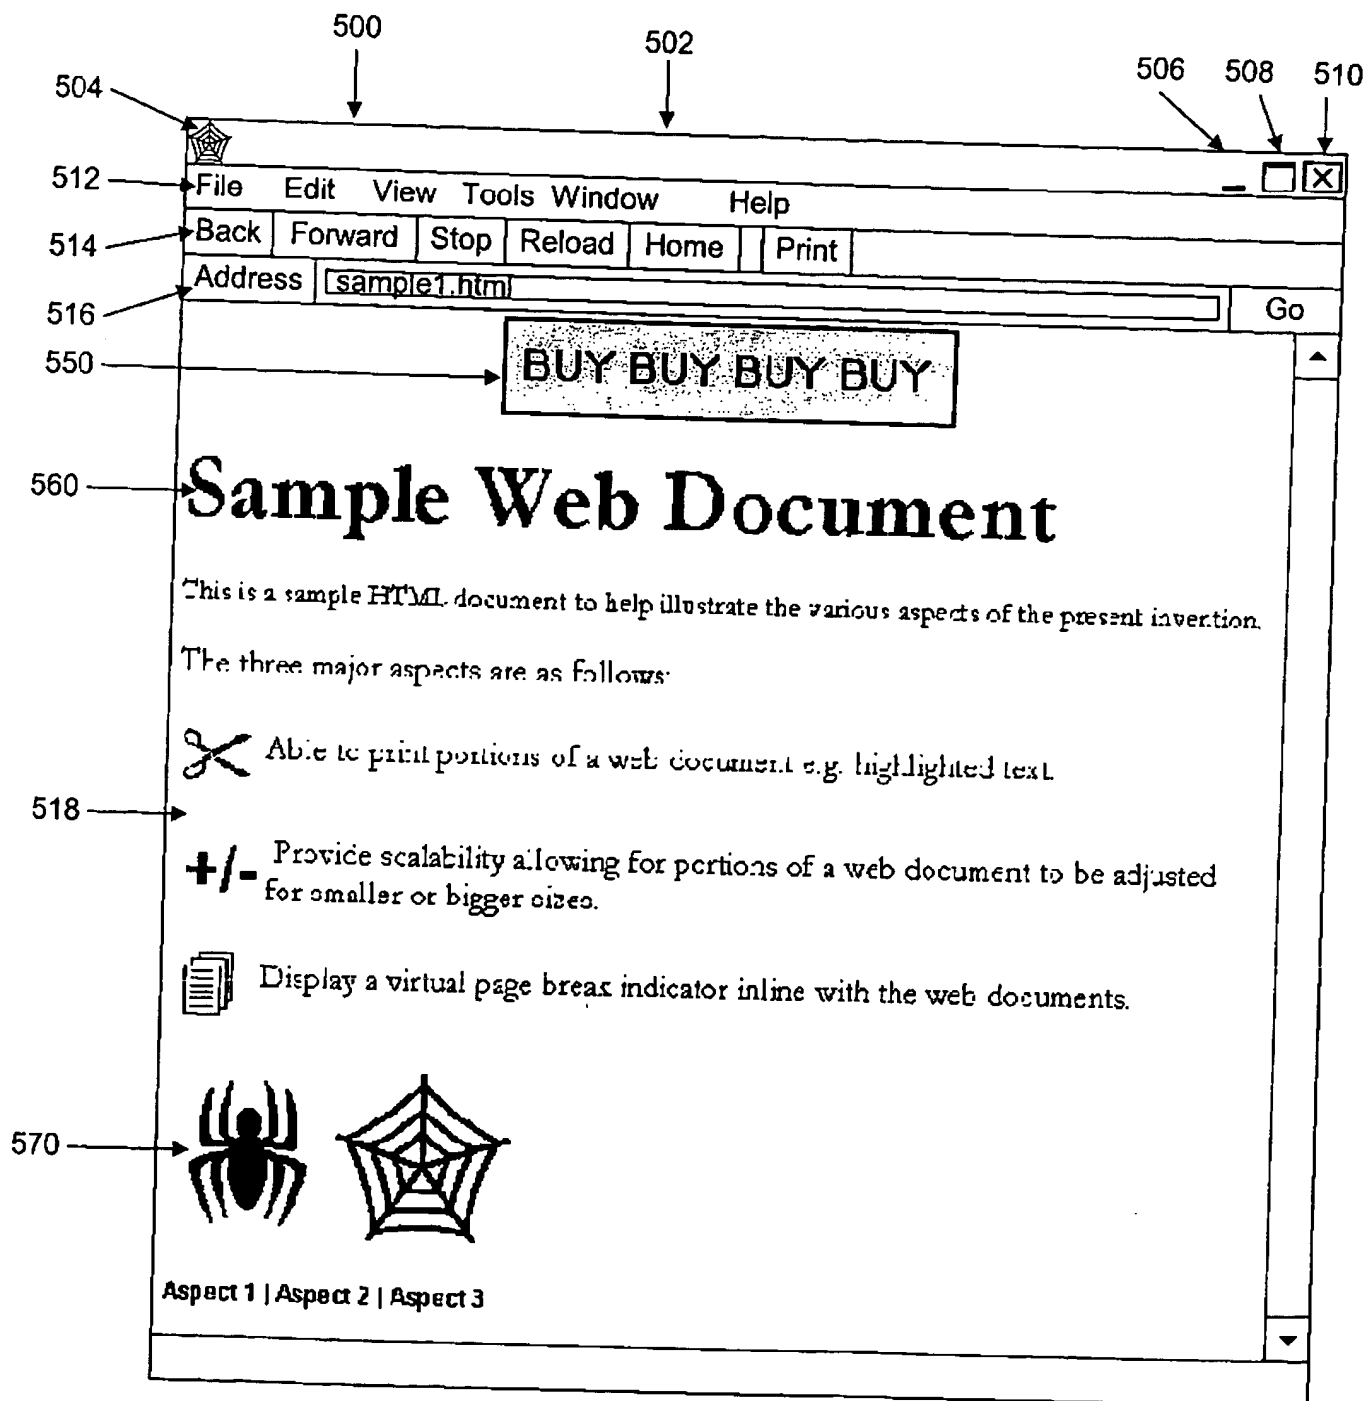 500
502
504
506 508 510
512
File Edit View Tools Window Help
514
Back Forward Stop Reload Home Print
516
Address sample1.html Go
550
BUY BUY BUY BUY
560
Sample Web Document
This is a sample HTML document to help illustrate the various aspects of the present invention.
The three major aspects are as follows:
Able to print portions of a web document e.g. highlighted text.
518
+/- Provide scalability allowing for portions of a web document to be adjusted
for smaller or bigger sizes.
Display a virtual page break indicator inline with the web documents.
570
Aspect 1 | Aspect 2 | Aspect 3